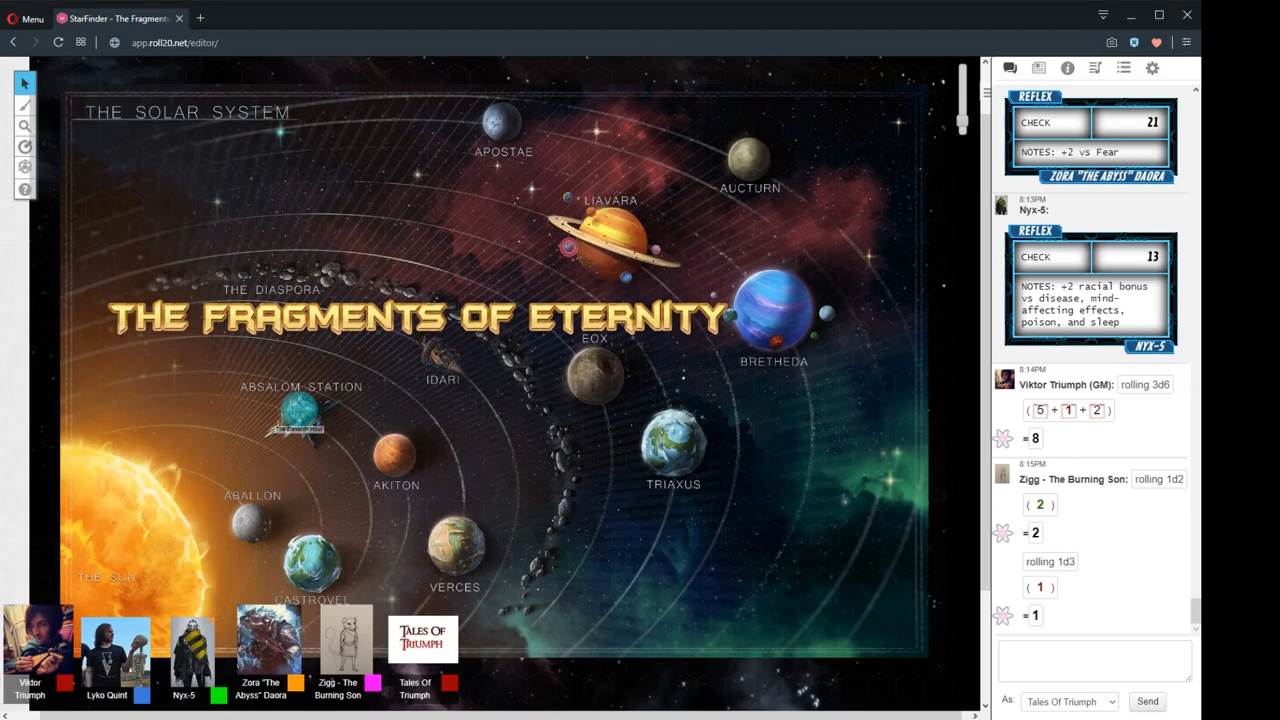 Menu
StarFinder - The Fragments
app.roll20.net/editor/
THE SOLAR SYSTEM
APOSTAE
AUCTURN
LIAVARA
THE DIASPORA
THE FRAGMENTS OF ETERNITY
EOX
BRETHEDA
IDARI
ABSALOM STATION
AKITON
TRIAXUS
ABALLON
VERCES
THE SUN
CASTROVEL
TALES OF
TRIUMPH
Viktor
Triumph
Lyko Quint
Nyx-5
Zora "The
Abyss" Daora
Zigg - The
Burning Son
Tales Of
Triumph
REFLEX
CHECK 21
NOTES: +2 vs Fear
ZORA "THE ABYSS" DAORA
8:13PM
Nyx-5:
REFLEX
CHECK 13
NOTES: +2 racial bonus
vs disease, mind-
affecting effects,
poison, and sleep
NYX-5
8:14PM
Viktor Triumph (GM): rolling 3d6
( 5 + 1 + 2 )
= 8
8:15PM
Zigg - The Burning Son: rolling 1d2
( 2 )
= 2
rolling 1d3
( 1 )
= 1
As: Tales Of Triumph Send